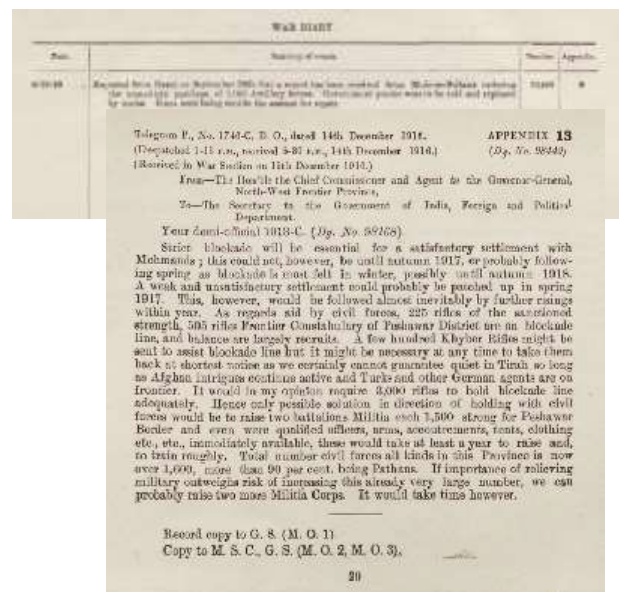 WAR DIARY
Number.
Telegram P., No. 1740-C, D. O., dated 14th December 1916.
APPENDIX 13
(Despatched 1-15 P.M., received 5-30 P.M., 14th December 1916.)
(Dy. No. 98449)
(Received in War Section on 15th December 1916.)
From—The Hon'ble the Chief Commissioner and Agent to the Governor-General,
North-West Frontier Province,
To—The Secretary to the Government of India, Foreign and Political
Department.
Your demi-official 1013-C. (Dy. No. 98168).
Strict blockade will be essential for a satisfactory settlement with
Mohmands; this could not, however, be until autumn 1917, or probably follow-
ing spring as blockade is most felt in winter, possibly until autumn 1918.
A weak and unsatisfactory settlement could probably be patched up in spring
1917. This, however, would be followed almost inevitably by further risings
within year. As regards aid by civil forces, 225 rifles of the sanctioned
strength, 595 rifles Frontier Constabulary of Peshawar District are on blockade
line, and balance are largely recruits. A few hundred Khyber Rifles might be
sent to assist blockade line but it might be necessary at any time to take them
back at shortest notice as we certainly cannot guarantee quiet in Tirah so long
as Afghan intrigues continue active and Turks and other German agents are on
frontier. It would in my opinion require 3,000 rifles to hold blockade line
adequately. Hence only possible solution in direction of holding with civil
forces would be to raise two battalions Militia each 1,500 strong for Peshawar
Border and even were qualified officers, arms, accoutrements, tents, clothing
etc., etc., immediately available, these would take at least a year to raise and,
to train roughly. Total number civil forces all kinds in this Province is now
over 1,600, more than 90 per cent. being Pathans. If importance of relieving
military outweighs risk of increasing this already very large number, we can
probably raise two more Militia Corps. It would take time however.
Record copy to G. S. (M. O. 1)
Copy to M. S. C., G. S. (M. O. 2, M. O. 3).
20